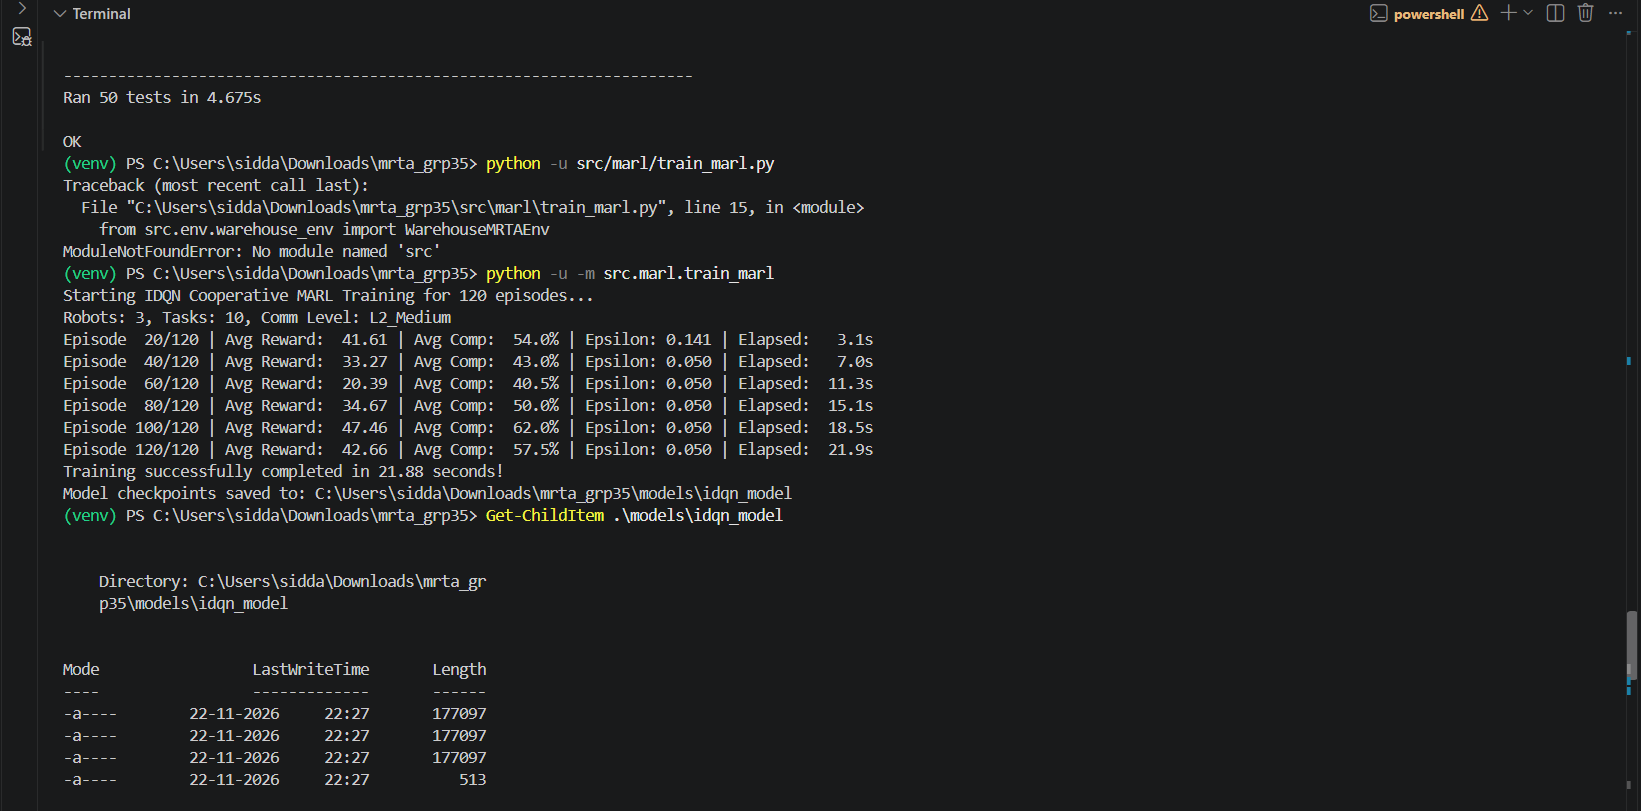 Terminal
powershell
----------------------------------------------------------------------
Ran 50 tests in 4.675s
OK
(venv) PS C:\Users\sidda\Downloads\mrta_grp35> python -u src/marl/train_marl.py
Traceback (most recent call last):
  File "C:\Users\sidda\Downloads\mrta_grp35\src\marl\train_marl.py", line 15, in <module>
    from src.env.warehouse_env import WarehouseMRTAEnv
ModuleNotFoundError: No module named 'src'
(venv) PS C:\Users\sidda\Downloads\mrta_grp35> python -u -m src.marl.train_marl
Starting IDQN Cooperative MARL Training for 120 episodes...
Robots: 3, Tasks: 10, Comm Level: L2_Medium
Episode  20/120 | Avg Reward:  41.61 | Avg Comp:  54.0% | Epsilon: 0.141 | Elapsed:   3.1s
Episode  40/120 | Avg Reward:  33.27 | Avg Comp:  43.0% | Epsilon: 0.050 | Elapsed:   7.0s
Episode  60/120 | Avg Reward:  20.39 | Avg Comp:  40.5% | Epsilon: 0.050 | Elapsed:  11.3s
Episode  80/120 | Avg Reward:  34.67 | Avg Comp:  50.0% | Epsilon: 0.050 | Elapsed:  15.1s
Episode 100/120 | Avg Reward:  47.46 | Avg Comp:  62.0% | Epsilon: 0.050 | Elapsed:  18.5s
Episode 120/120 | Avg Reward:  42.66 | Avg Comp:  57.5% | Epsilon: 0.050 | Elapsed:  21.9s
Training successfully completed in 21.88 seconds!
Model checkpoints saved to: C:\Users\sidda\Downloads\mrta_grp35\models\idqn_model
(venv) PS C:\Users\sidda\Downloads\mrta_grp35> Get-ChildItem .\models\idqn_model
    Directory: C:\Users\sidda\Downloads\mrta_gr
    p35\models\idqn_model
Mode                 LastWriteTime       Length
----                 -------------       ------
-a----        22-11-2026     22:27       177097
-a----        22-11-2026     22:27       177097
-a----        22-11-2026     22:27       177097
-a----        22-11-2026     22:27          513